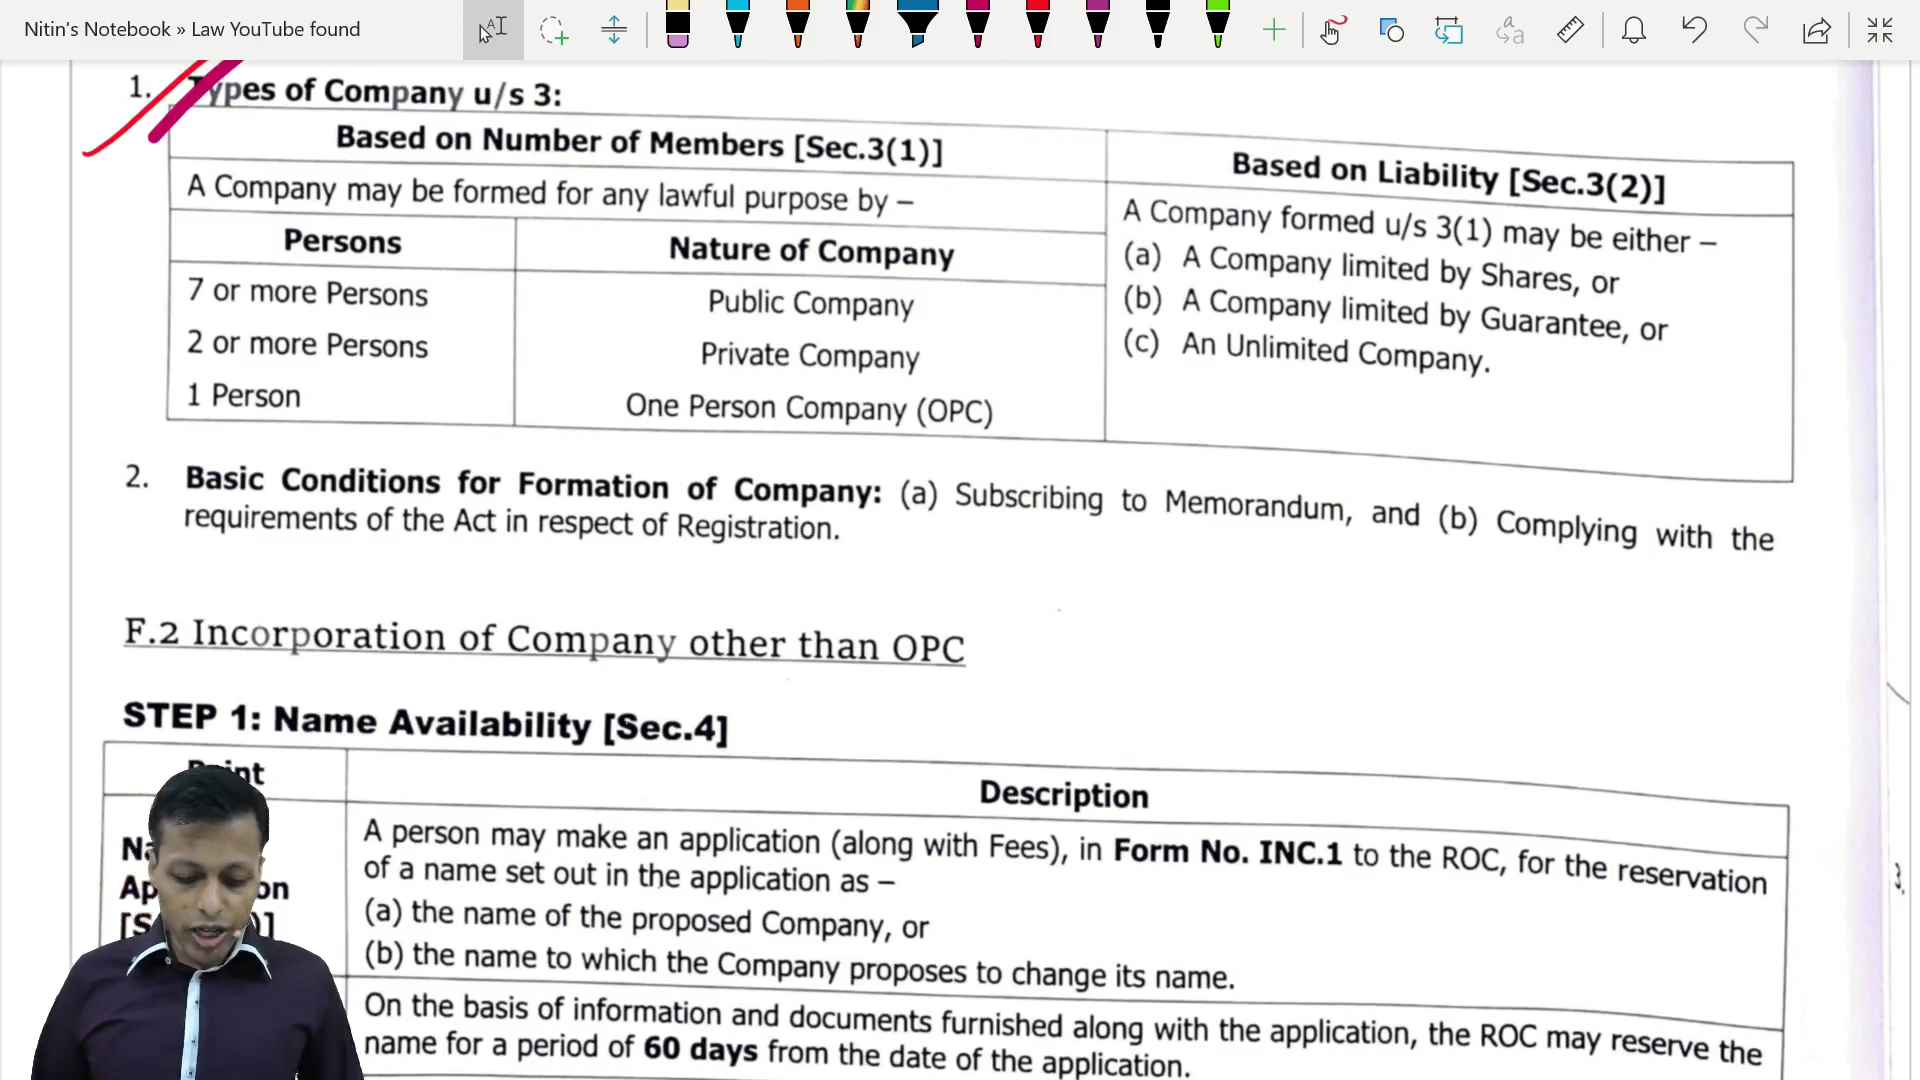 Nitin's Notebook » Law YouTube found
1. Types of Company u/s 3:
Based on Number of Members [Sec.3(1)]
A Company may be formed for any lawful purpose by –
Persons Nature of Company
7 or more Persons Public Company
2 or more Persons Private Company
1 Person One Person Company (OPC)
Based on Liability [Sec.3(2)]
A Company formed u/s 3(1) may be either –
(a) A Company limited by Shares, or
(b) A Company limited by Guarantee, or
(c) An Unlimited Company.
2. Basic Conditions for Formation of Company: (a) Subscribing to Memorandum, and (b) Complying with the
requirements of the Act in respect of Registration.
F.2 Incorporation of Company other than OPC
STEP 1: Name Availability [Sec.4]
Description
A person may make an application (along with Fees), in Form No. INC.1 to the ROC, for the reservation
of a name set out in the application as –
(a) the name of the proposed Company, or
(b) the name to which the Company proposes to change its name.
On the basis of information and documents furnished along with the application, the ROC may reserve the
name for a period of 60 days from the date of the application.